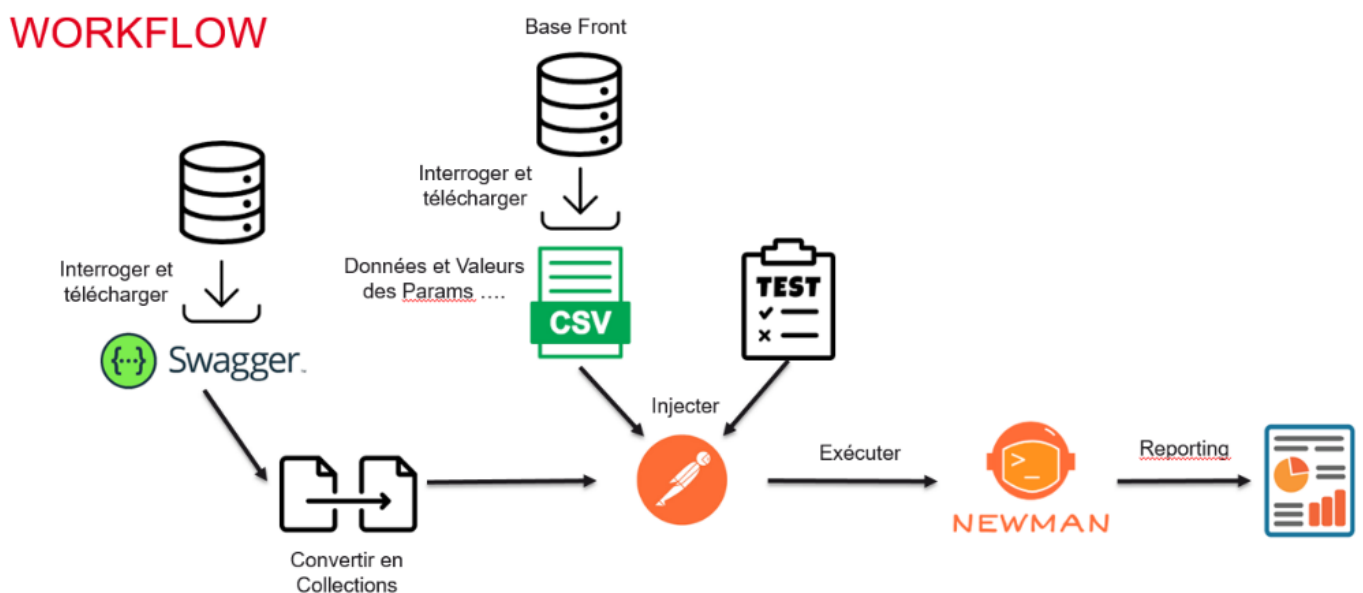 WORKFLOW
Base Front
Interroger et
télécharger
Interroger et
télécharger
Données et Valeurs
des Params ....
CSV
TEST
{...} Swagger
Injecter
Exécuter
Reporting
>_
NEWMAN
Convertir en
Collections